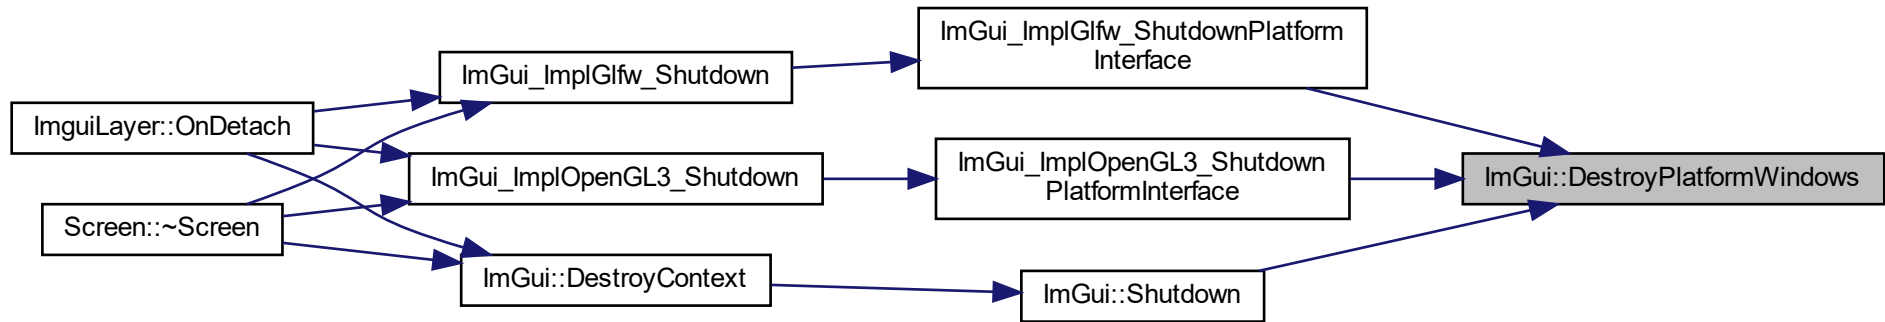 ImGui_ImplGlfw_ShutdownPlatform
Interface
ImGui_ImplGlfw_Shutdown
ImguiLayer::OnDetach
ImGui_ImplOpenGL3_Shutdown
PlatformInterface
ImGui_ImplOpenGL3_Shutdown
ImGui::DestroyPlatformWindows
Screen::~Screen
ImGui::DestroyContext
ImGui::Shutdown